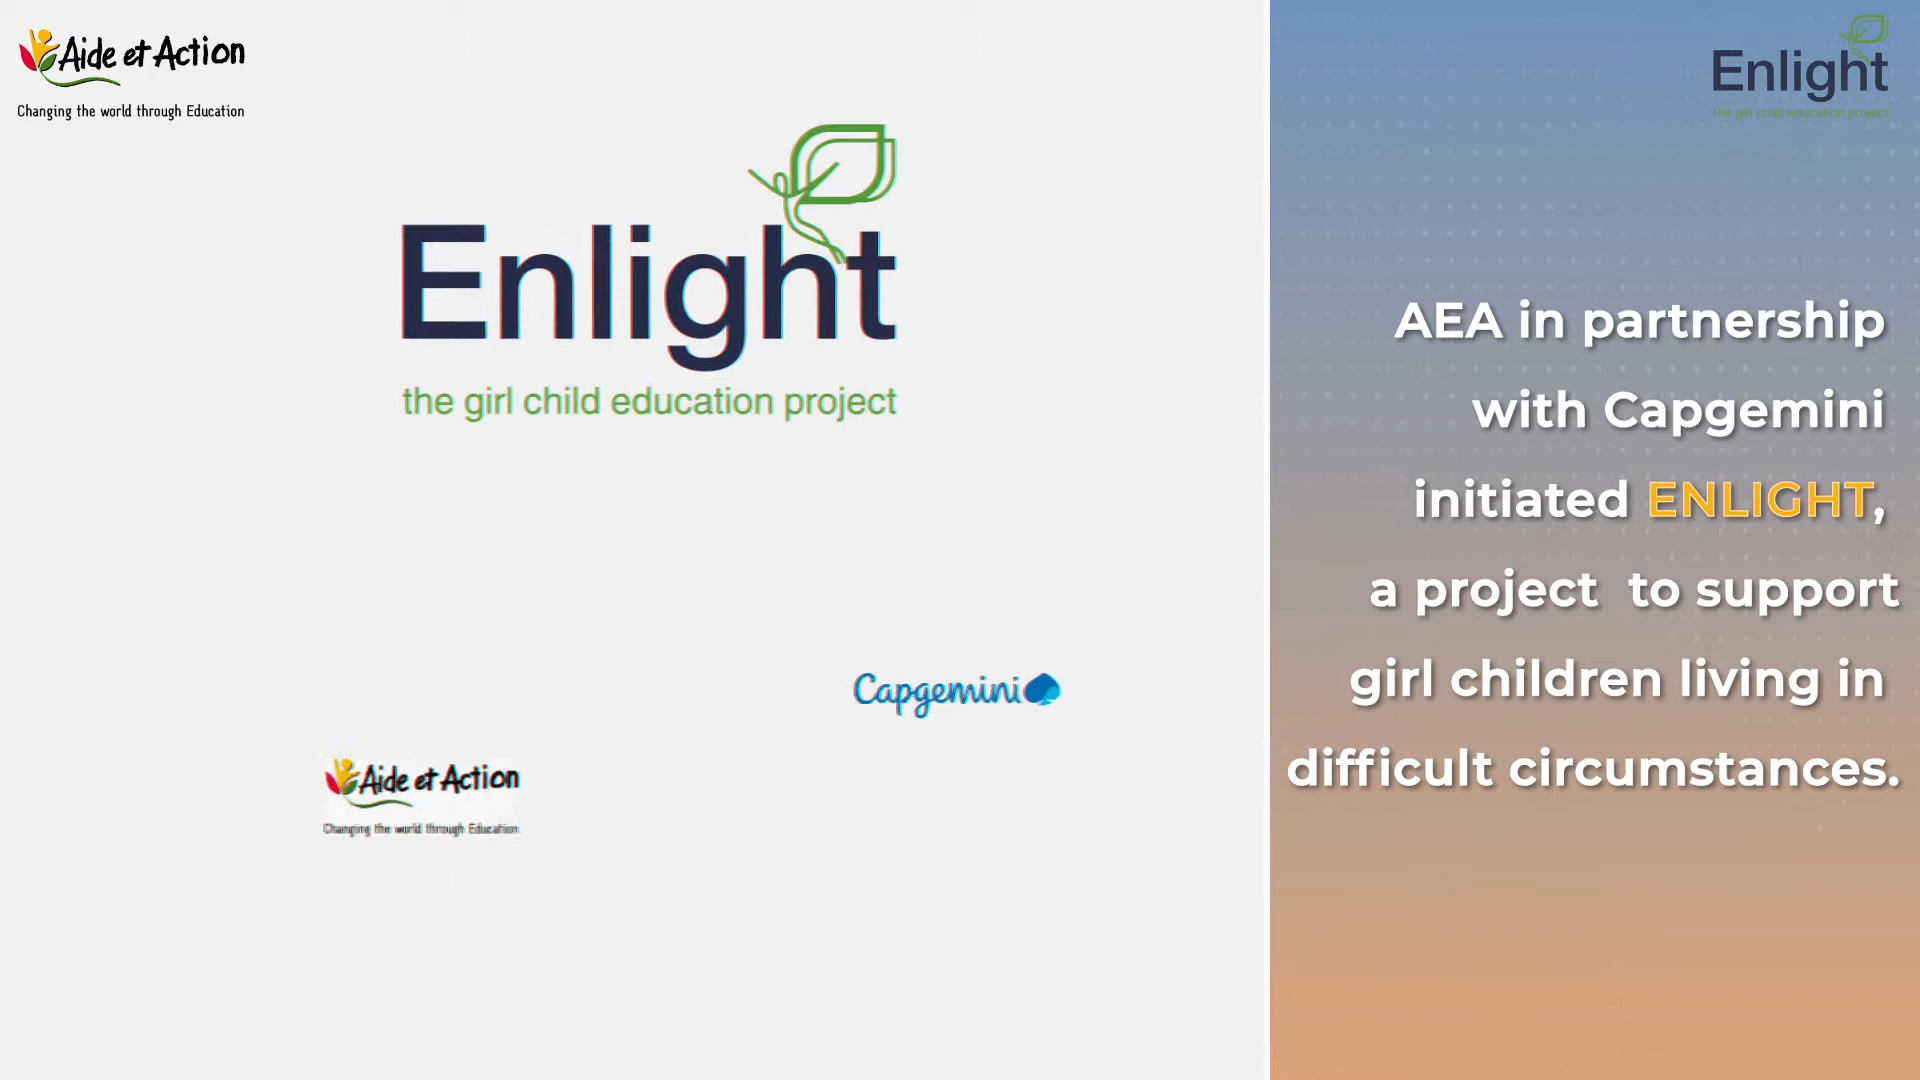 Aide et Action
Changing the world through Education
Enlight
the girl child education project
Capgemini
Aide et Action
Changing the world through Education
Enlight
the girl child education project
AEA in partnership
with Capgemini
initiated ENLIGHT,
a project to support
girl children living in
difficult circumstances.